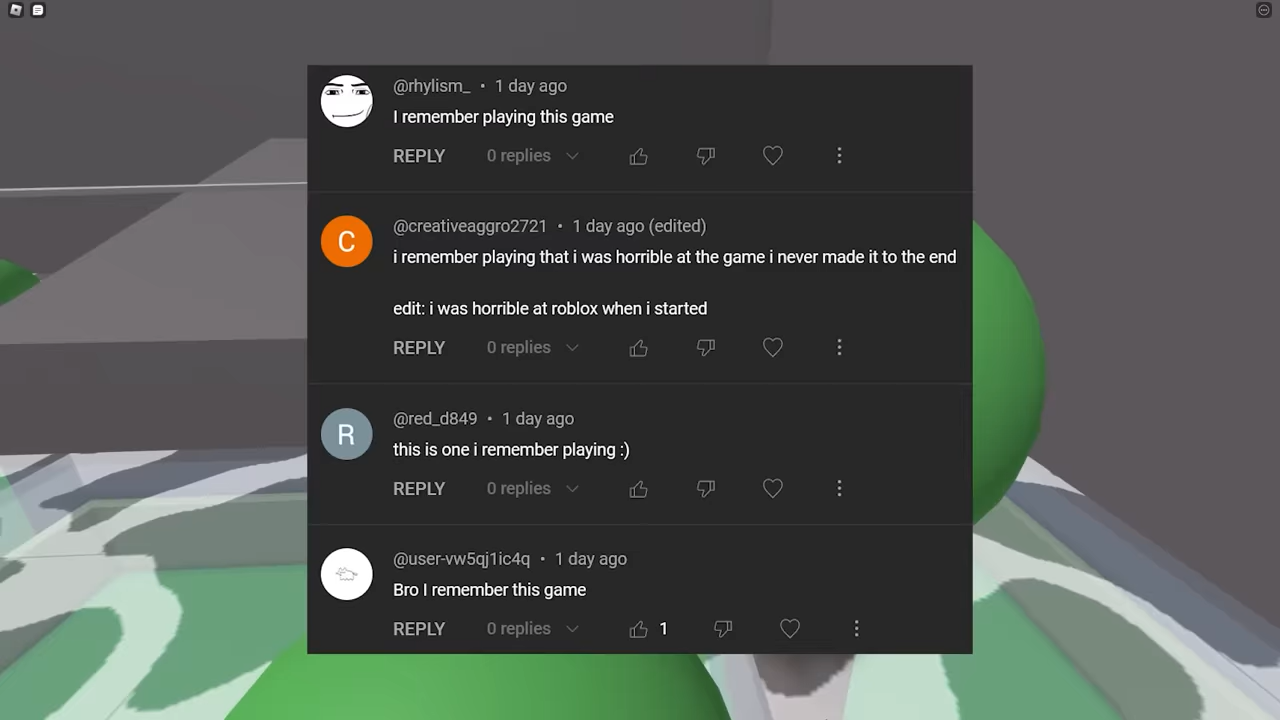 @rhylism_ • 1 day ago
I remember playing this game
REPLY 0 replies
C
@creativeaggro2721 • 1 day ago (edited)
i remember playing that i was horrible at the game i never made it to the end
edit: i was horrible at roblox when i started
REPLY 0 replies
R
@red_d849 • 1 day ago
this is one i remember playing :)
REPLY 0 replies
@user-vw5qj1ic4q • 1 day ago
Bro I remember this game
REPLY 0 replies 1